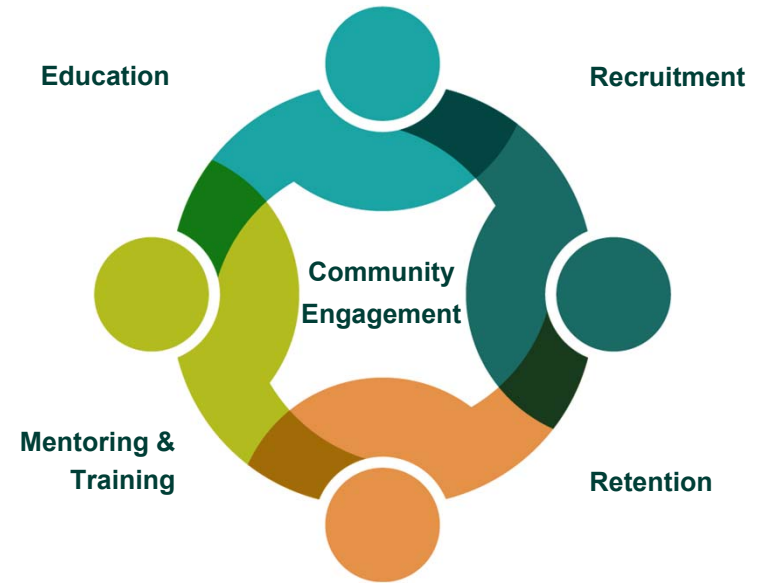 Education
Recruitment
Community
Engagement
Mentoring &
Training
Retention